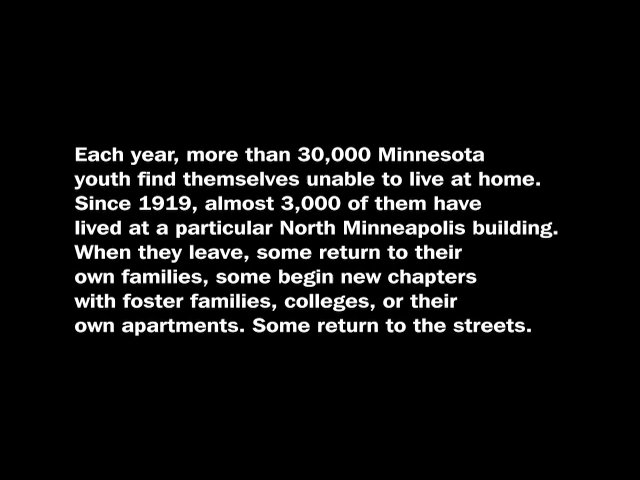 Each year, more than 30,000 Minnesota
youth find themselves unable to live at home.
Since 1919, almost 3,000 of them have
lived at a particular North Minneapolis building.
When they leave, some return to their
own families, some begin new chapters
with foster families, colleges, or their
own apartments. Some return to the streets.